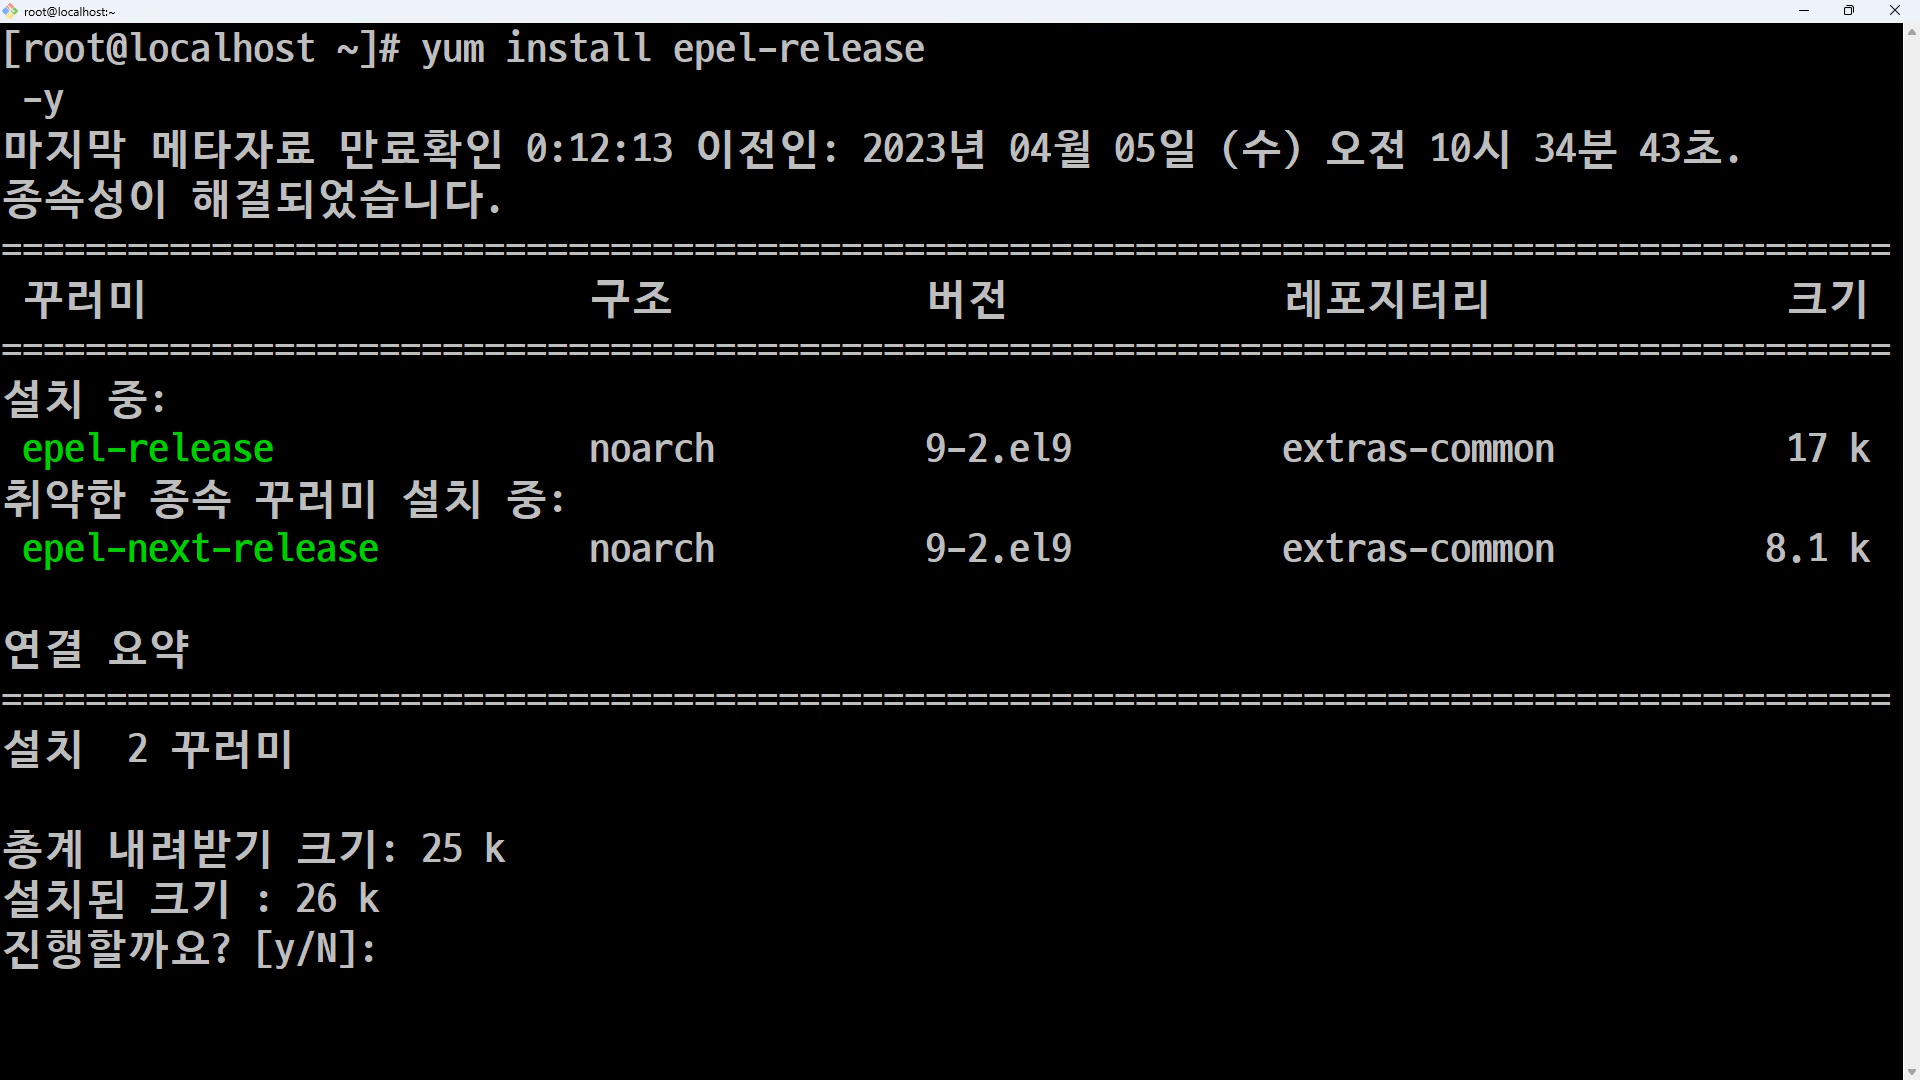 root@localhost:~
[root@localhost ~]# yum install epel-release
-y
마지막 메타자료 만료확인 0:12:13 이전인: 2023년 04월 05일 (수) 오전 10시 34분 43초.
종속성이 해결되었습니다.
==========================================================================================
꾸러미 구조 버전 레포지터리 크기
==========================================================================================
설치 중:
epel-release noarch 9-2.el9 extras-common 17 k
취약한 종속 꾸러미 설치 중:
epel-next-release noarch 9-2.el9 extras-common 8.1 k
연결 요약
==========================================================================================
설치 2 꾸러미
총계 내려받기 크기: 25 k
설치된 크기 : 26 k
진행할까요? [y/N]: